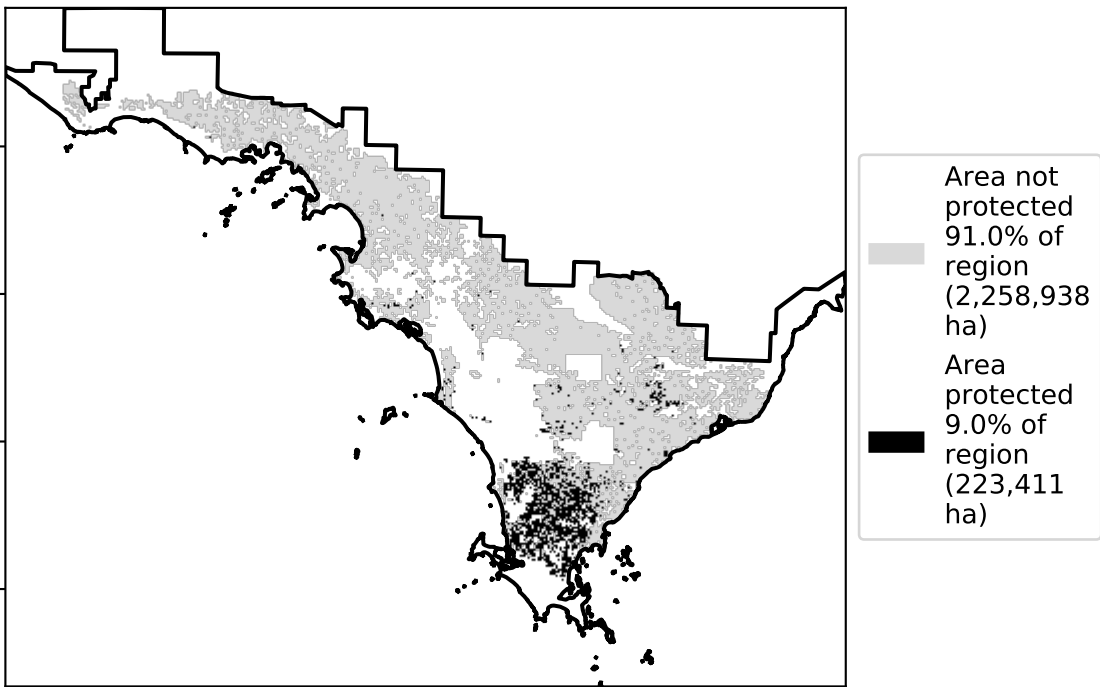 Area not
protected
91.0% of
region
(2,258,938
ha)
Area
protected
9.0% of
region
(223,411
ha)